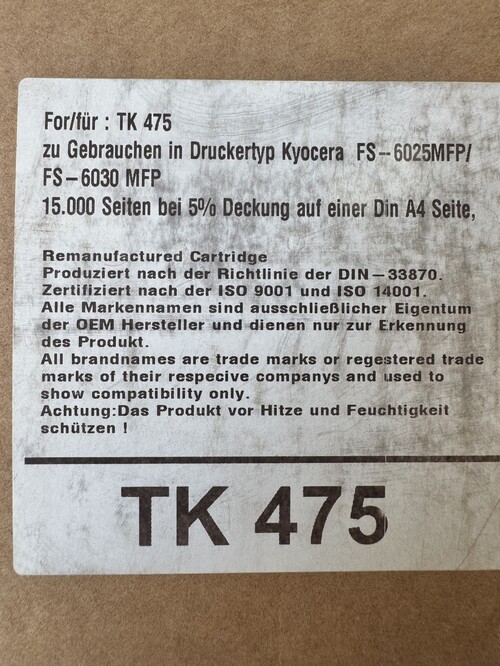 For/für : TK 475
zu Gebrauchen in Druckertyp Kyocera FS-6025MFP/
FS-6030 MFP
15.000 Seiten bei 5% Deckung auf einer Din A4 Seite,
Remanufactured Cartridge
Produziert nach der Richtlinie der DIN-33870.
Zertifiziert nach der ISO 9001 und ISO 14001.
Alle Markennamen sind ausschließlicher Eigentum
der OEM Hersteller und dienen nur zur Erkennung
des Produkt.
All brandnames are trade marks or regestered trade
marks of their respecive companys and used to
show compatibility only.
Achtung:Das Produkt vor Hitze und Feuchtigkeit
schützen !
TK 475